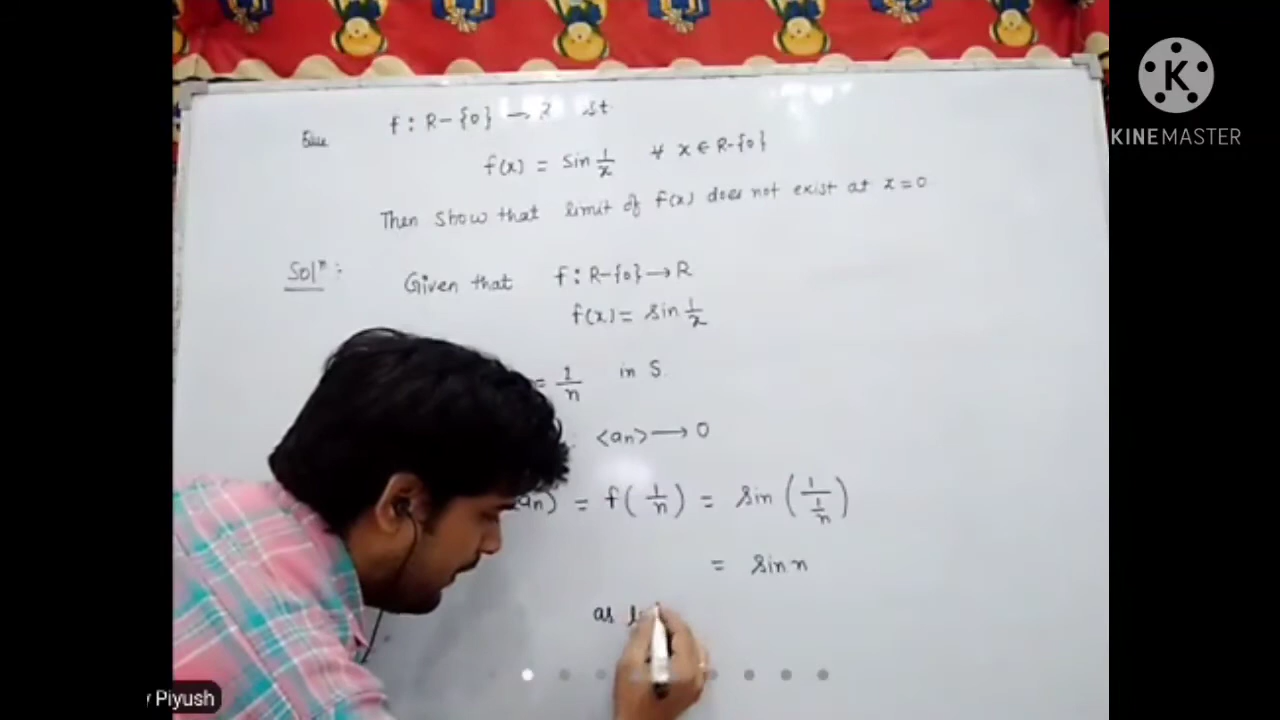 Que f : R-{0} → R st
f(x) = sin 1/x ∀ x ∈ R-{0}
Then show that limit of f(x) does not exist at x=0
Solⁿ : Given that f : R-{0} → R
f(x) = sin 1/x
= 1/n in S.
<an> → 0
an) = f(1/n) = sin(1/(1/n))
= sin n
as
K
KINEMASTER
Piyush